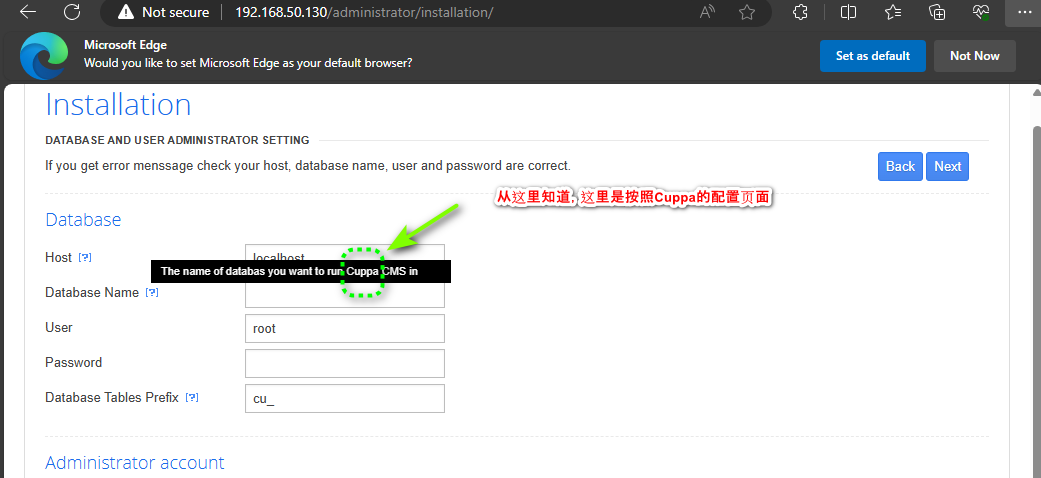 Not secure 192.168.50.130/administrator/installation/
Microsoft Edge
Would you like to set Microsoft Edge as your default browser?
Set as default
Not Now
Installation
DATABASE AND USER ADMINISTRATOR SETTING
If you get error menssage check your host, database name, user and password are correct.
Back
Next
从这里知道, 这里是按照Cuppa的配置页面
Database
Host [?]
localhost
The name of databas you want to run Cuppa CMS in
Database Name [?]
User
root
Password
Database Tables Prefix [?]
cu_
Administrator account